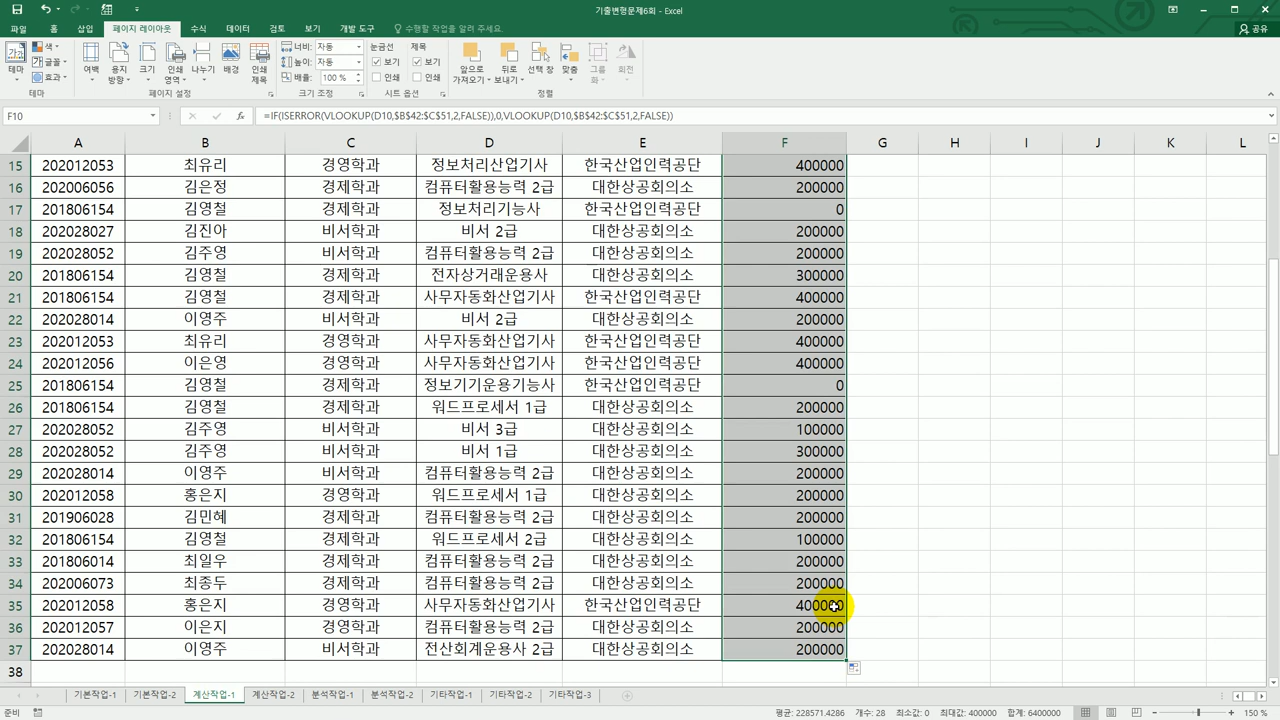 기출변형문제6회 - Excel
파일 홈 삽입 페이지 레이아웃 수식 데이터 검토 보기 개발 도구 수행할 작업을 알려 주세요. 공유
테마 색 글꼴 효과 여백 용지 방향 크기 인쇄 영역 나누기 배경 인쇄 제목 너비: 자동 높이: 자동 배율: 100 % 눈금선 보기 인쇄 제목 보기 인쇄 앞으로 가져오기 뒤로 보내기 선택 창 맞춤 그룹화 회전
테마 페이지 설정 크기 조정 시트 옵션 정렬
F10 fx =IF(ISERROR(VLOOKUP(D10,$B$42:$C$51,2,FALSE)),0,VLOOKUP(D10,$B$42:$C$51,2,FALSE))
A B C D E F G H I J K L
15 202012053 최유리 경영학과 정보처리산업기사 한국산업인력공단 400000
16 202006056 김은정 경제학과 컴퓨터활용능력 2급 대한상공회의소 200000
17 201806154 김영철 경제학과 정보처리기능사 한국산업인력공단 0
18 202028027 김진아 비서학과 비서 2급 대한상공회의소 200000
19 202028052 김주영 비서학과 컴퓨터활용능력 2급 대한상공회의소 200000
20 201806154 김영철 경제학과 전자상거래운용사 대한상공회의소 300000
21 201806154 김영철 경제학과 사무자동화산업기사 한국산업인력공단 400000
22 202028014 이영주 비서학과 비서 2급 대한상공회의소 200000
23 202012053 최유리 경영학과 사무자동화산업기사 한국산업인력공단 400000
24 202012056 이은영 경영학과 사무자동화산업기사 한국산업인력공단 400000
25 201806154 김영철 경제학과 정보기기운용기능사 한국산업인력공단 0
26 201806154 김영철 경제학과 워드프로세서 1급 대한상공회의소 200000
27 202028052 김주영 비서학과 비서 3급 대한상공회의소 100000
28 202028052 김주영 비서학과 비서 1급 대한상공회의소 300000
29 202028014 이영주 비서학과 컴퓨터활용능력 2급 대한상공회의소 200000
30 202012058 홍은지 경영학과 워드프로세서 1급 대한상공회의소 200000
31 201906028 김민혜 경제학과 컴퓨터활용능력 2급 대한상공회의소 200000
32 201806154 김영철 경제학과 워드프로세서 2급 대한상공회의소 100000
33 201806014 최일우 경제학과 컴퓨터활용능력 2급 대한상공회의소 200000
34 202006073 최종두 경제학과 컴퓨터활용능력 2급 대한상공회의소 200000
35 202012058 홍은지 경영학과 사무자동화산업기사 한국산업인력공단 400000
36 202012057 이은지 경영학과 컴퓨터활용능력 2급 대한상공회의소 200000
37 202028014 이영주 비서학과 전산회계운용사 2급 대한상공회의소 200000
38
기본작업-1 기본작업-2 계산작업-1 계산작업-2 분석작업-1 분석작업-2 기타작업-1 기타작업-2 기타작업-3
준비 평균: 228571.4286 개수: 28 최소값: 0 최대값: 400000 합계: 6400000 150 %